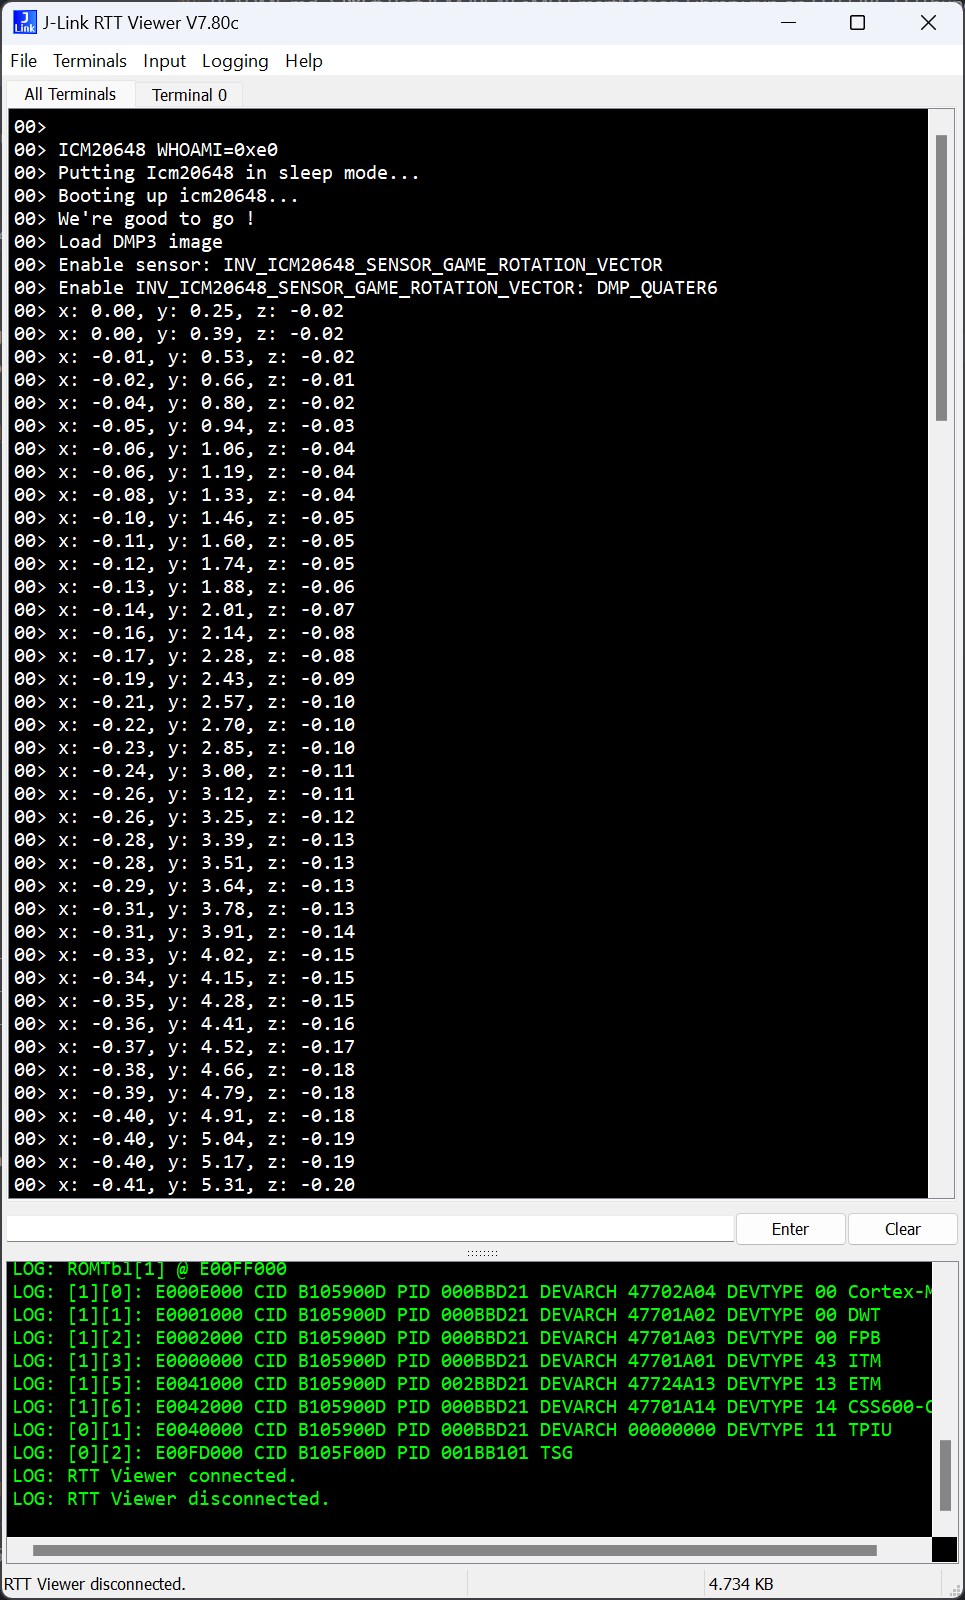 J-Link RTT Viewer V7.80c
File Terminals Input Logging Help
All Terminals Terminal 0
00>
00> ICM20648 WHOAMI=0xe0
00> Putting Icm20648 in sleep mode...
00> Booting up icm20648...
00> We're good to go !
00> Load DMP3 image
00> Enable sensor: INV_ICM20648_SENSOR_GAME_ROTATION_VECTOR
00> Enable INV_ICM20648_SENSOR_GAME_ROTATION_VECTOR: DMP_QUATER6
00> x: 0.00, y: 0.25, z: -0.02
00> x: 0.00, y: 0.39, z: -0.02
00> x: -0.01, y: 0.53, z: -0.02
00> x: -0.02, y: 0.66, z: -0.01
00> x: -0.04, y: 0.80, z: -0.02
00> x: -0.05, y: 0.94, z: -0.03
00> x: -0.06, y: 1.06, z: -0.04
00> x: -0.06, y: 1.19, z: -0.04
00> x: -0.08, y: 1.33, z: -0.04
00> x: -0.10, y: 1.46, z: -0.05
00> x: -0.11, y: 1.60, z: -0.05
00> x: -0.12, y: 1.74, z: -0.05
00> x: -0.13, y: 1.88, z: -0.06
00> x: -0.14, y: 2.01, z: -0.07
00> x: -0.16, y: 2.14, z: -0.08
00> x: -0.17, y: 2.28, z: -0.08
00> x: -0.19, y: 2.43, z: -0.09
00> x: -0.21, y: 2.57, z: -0.10
00> x: -0.22, y: 2.70, z: -0.10
00> x: -0.23, y: 2.85, z: -0.10
00> x: -0.24, y: 3.00, z: -0.11
00> x: -0.26, y: 3.12, z: -0.11
00> x: -0.26, y: 3.25, z: -0.12
00> x: -0.28, y: 3.39, z: -0.13
00> x: -0.28, y: 3.51, z: -0.13
00> x: -0.29, y: 3.64, z: -0.13
00> x: -0.31, y: 3.78, z: -0.13
00> x: -0.31, y: 3.91, z: -0.14
00> x: -0.33, y: 4.02, z: -0.15
00> x: -0.34, y: 4.15, z: -0.15
00> x: -0.35, y: 4.28, z: -0.15
00> x: -0.36, y: 4.41, z: -0.16
00> x: -0.37, y: 4.52, z: -0.17
00> x: -0.38, y: 4.66, z: -0.18
00> x: -0.39, y: 4.79, z: -0.18
00> x: -0.40, y: 4.91, z: -0.18
00> x: -0.40, y: 5.04, z: -0.19
00> x: -0.40, y: 5.17, z: -0.19
00> x: -0.41, y: 5.31, z: -0.20
Enter Clear
LOG: ROMTbl[1] @ E00FF000
LOG: [1][0]: E000E000 CID B105900D PID 000BBD21 DEVARCH 47702A04 DEVTYPE 00 Cortex-M
LOG: [1][1]: E0001000 CID B105900D PID 000BBD21 DEVARCH 47701A02 DEVTYPE 00 DWT
LOG: [1][2]: E0002000 CID B105900D PID 000BBD21 DEVARCH 47701A03 DEVTYPE 00 FPB
LOG: [1][3]: E0000000 CID B105900D PID 000BBD21 DEVARCH 47701A01 DEVTYPE 43 ITM
LOG: [1][5]: E0041000 CID B105900D PID 002BBD21 DEVARCH 47724A13 DEVTYPE 13 ETM
LOG: [1][6]: E0042000 CID B105900D PID 000BBD21 DEVARCH 47701A14 DEVTYPE 14 CSS600-C
LOG: [0][1]: E0040000 CID B105900D PID 000BBD21 DEVARCH 00000000 DEVTYPE 11 TPIU
LOG: [0][2]: E00FD000 CID B105F00D PID 001BB101 TSG
LOG: RTT Viewer connected.
LOG: RTT Viewer disconnected.
RTT Viewer disconnected. 4.734 KB